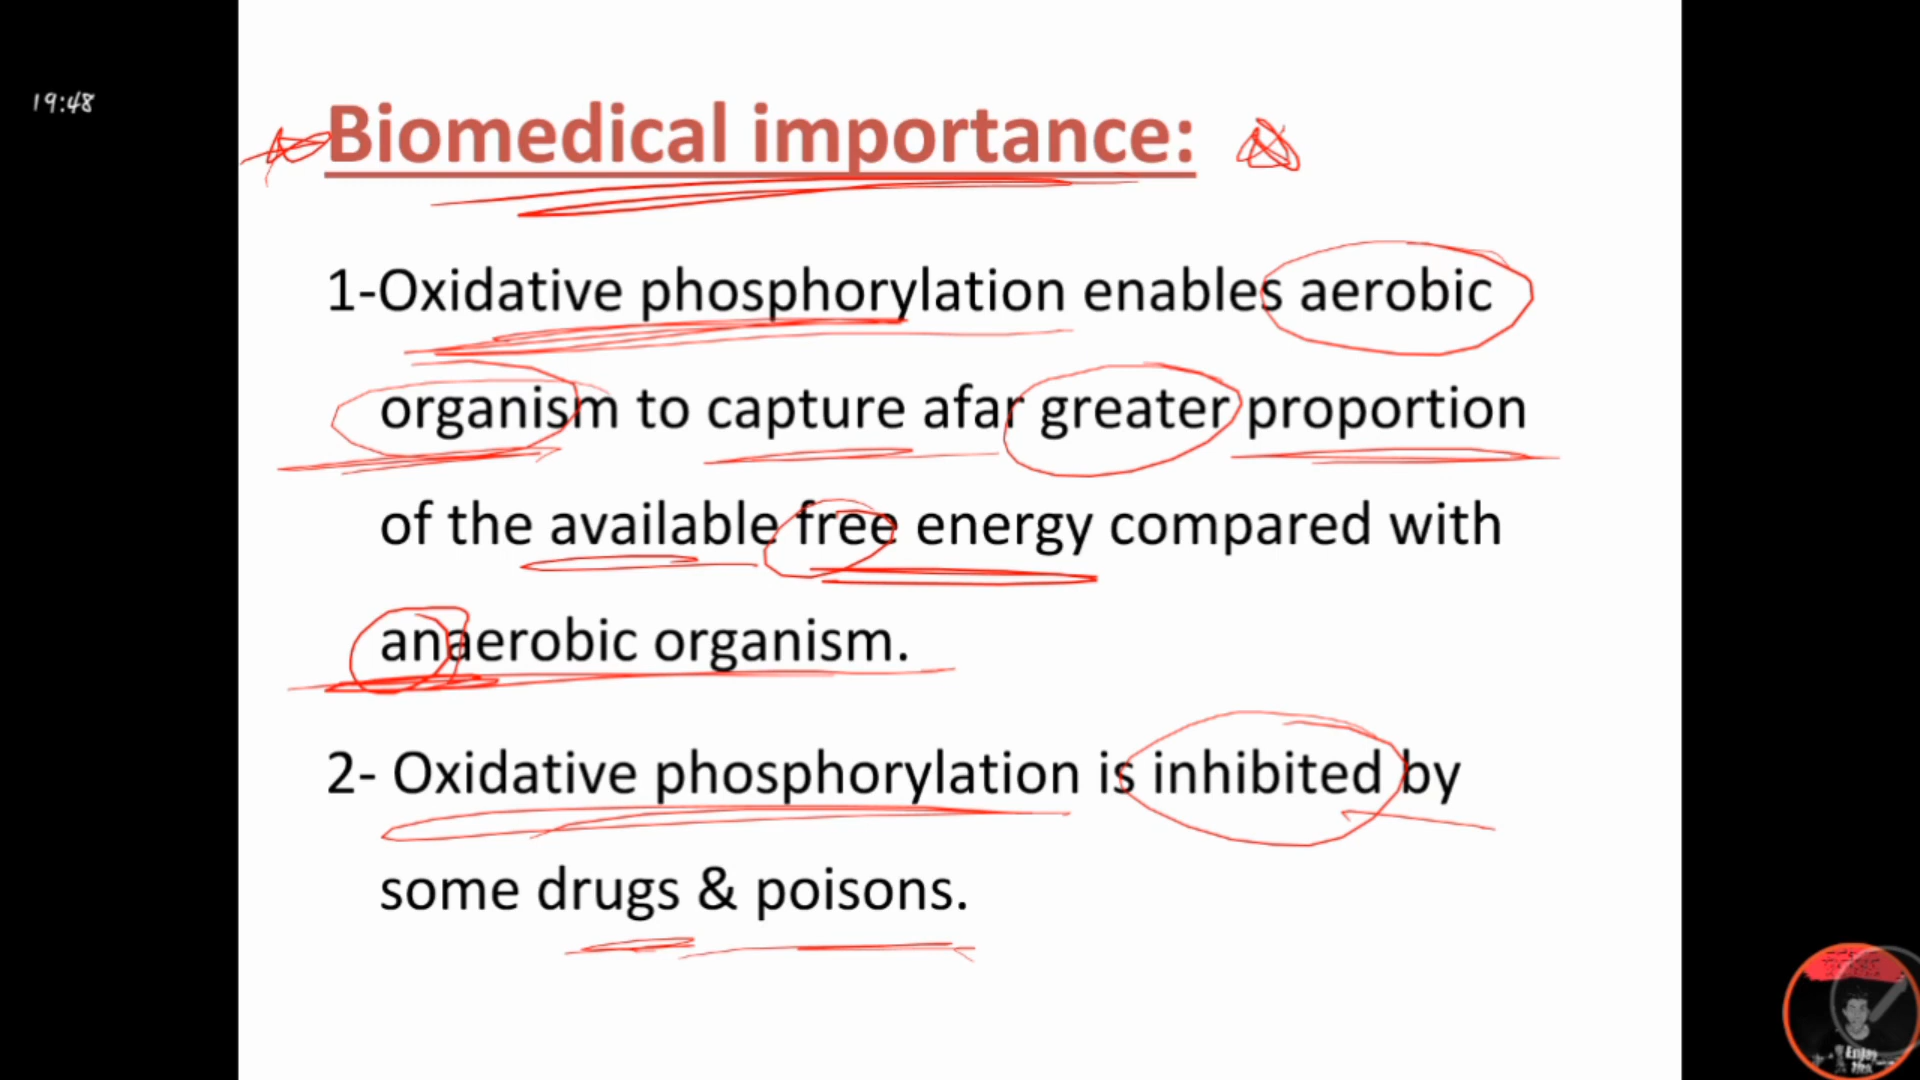 19:48
Biomedical importance:
1-Oxidative phosphorylation enables aerobic
organism to capture afar greater proportion
of the available free energy compared with
anaerobic organism.
2- Oxidative phosphorylation is inhibited by
some drugs & poisons.
Enjoy